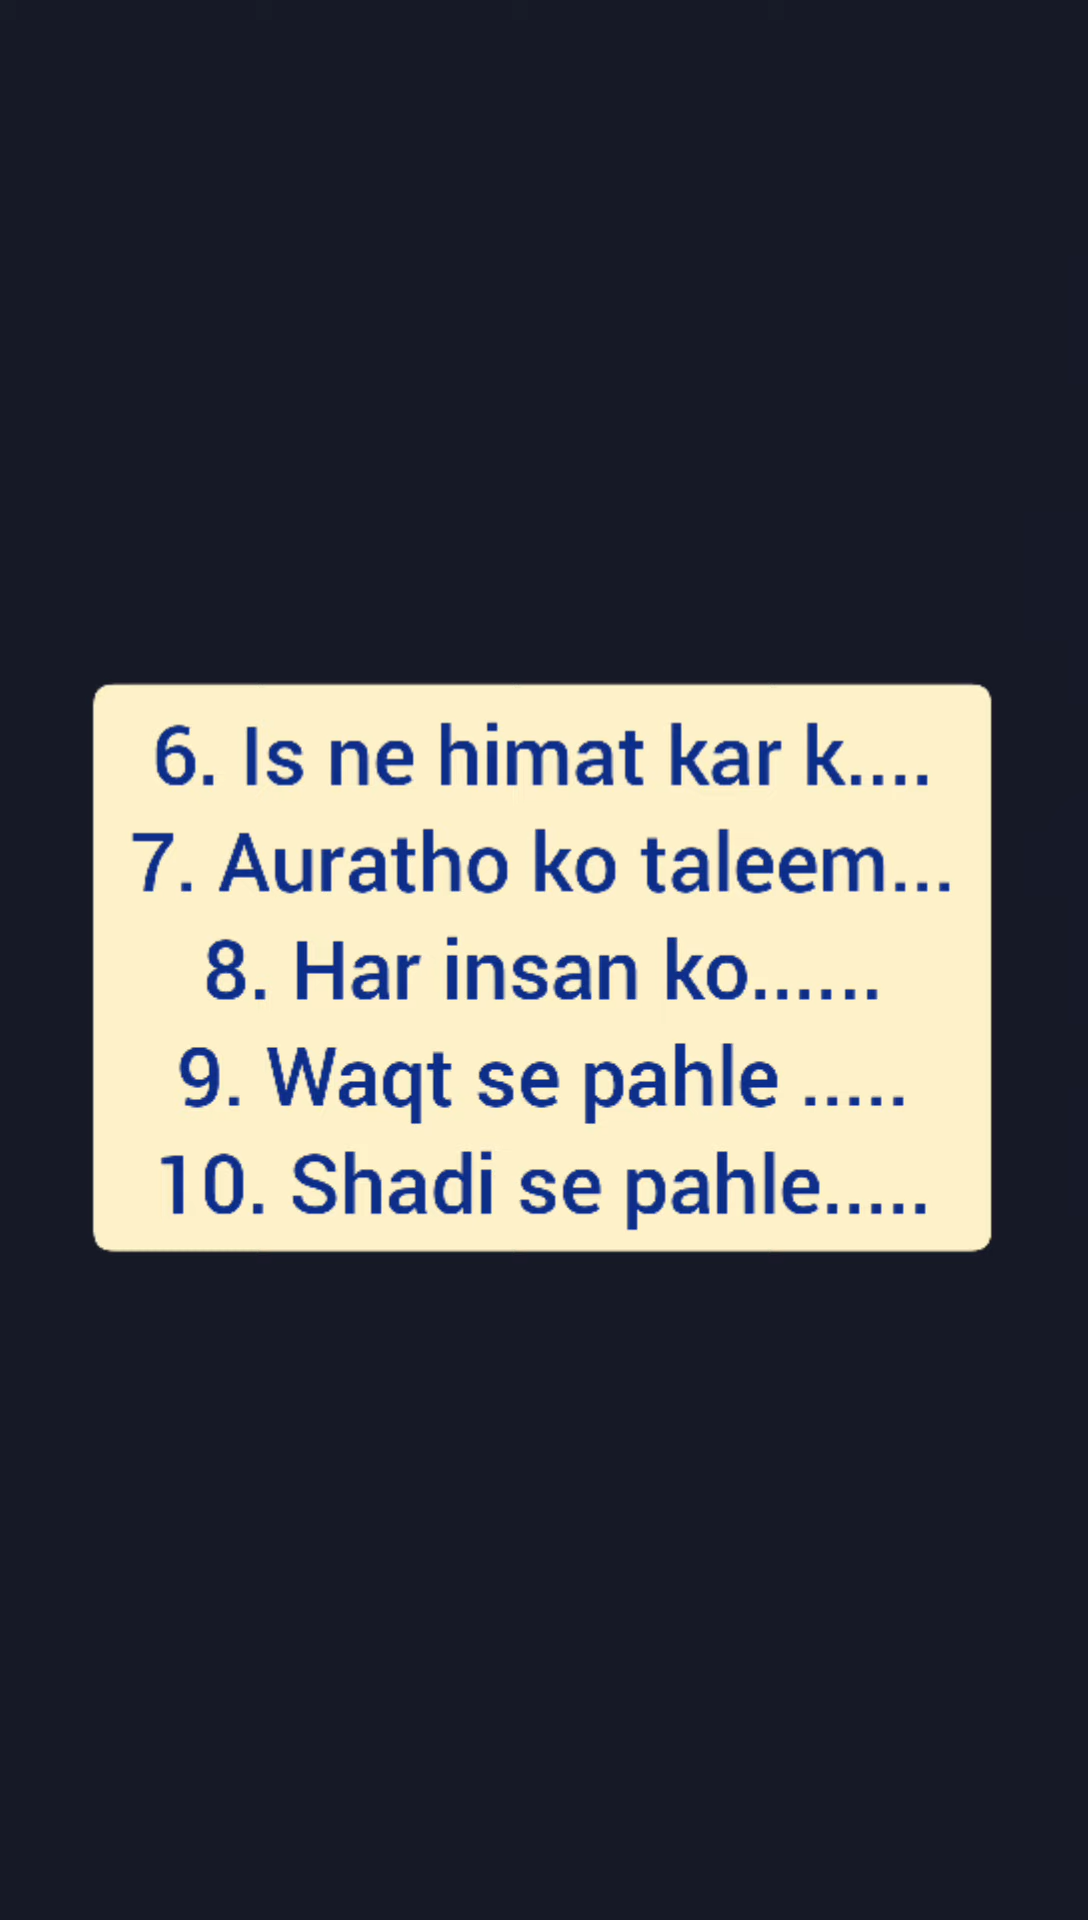 6. Is ne himat kar k....
7. Auratho ko taleem...
8. Har insan ko......
9. Waqt se pahle .....
10. Shadi se pahle.....